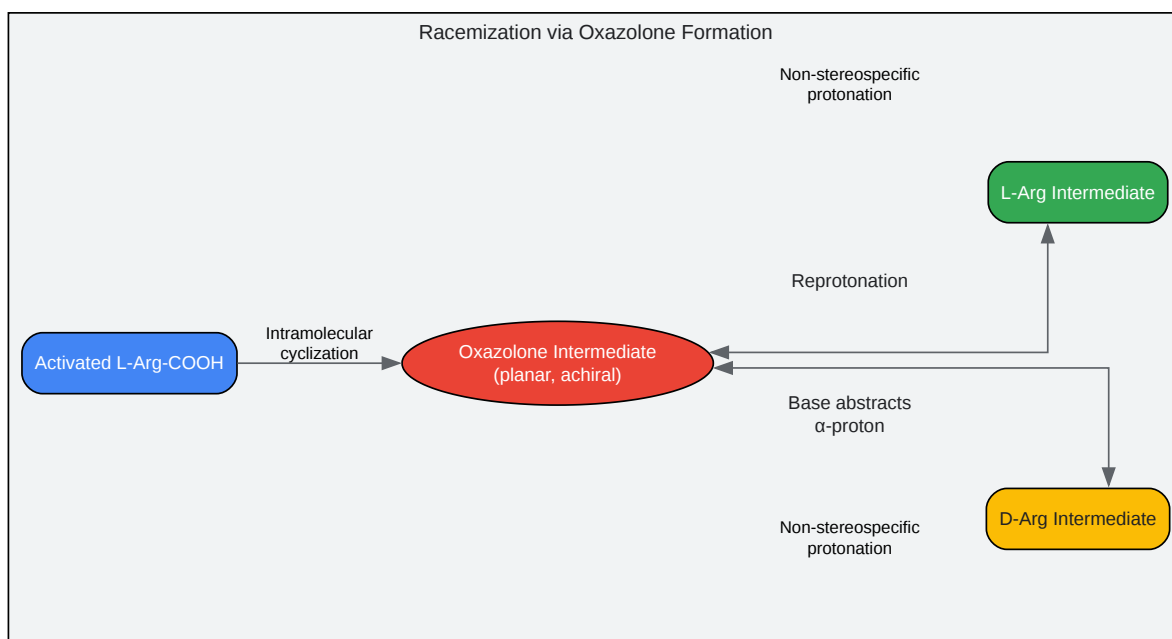 Racemization via Oxazolone Formation
Non-stereospecific
protonation
L-Arg Intermediate
Reprotonation
Intramolecular
cyclization
Activated L-Arg-COOH
Oxazolone Intermediate
(planar, achiral)
Base abstracts
α-proton
D-Arg Intermediate
Non-stereospecific
protonation